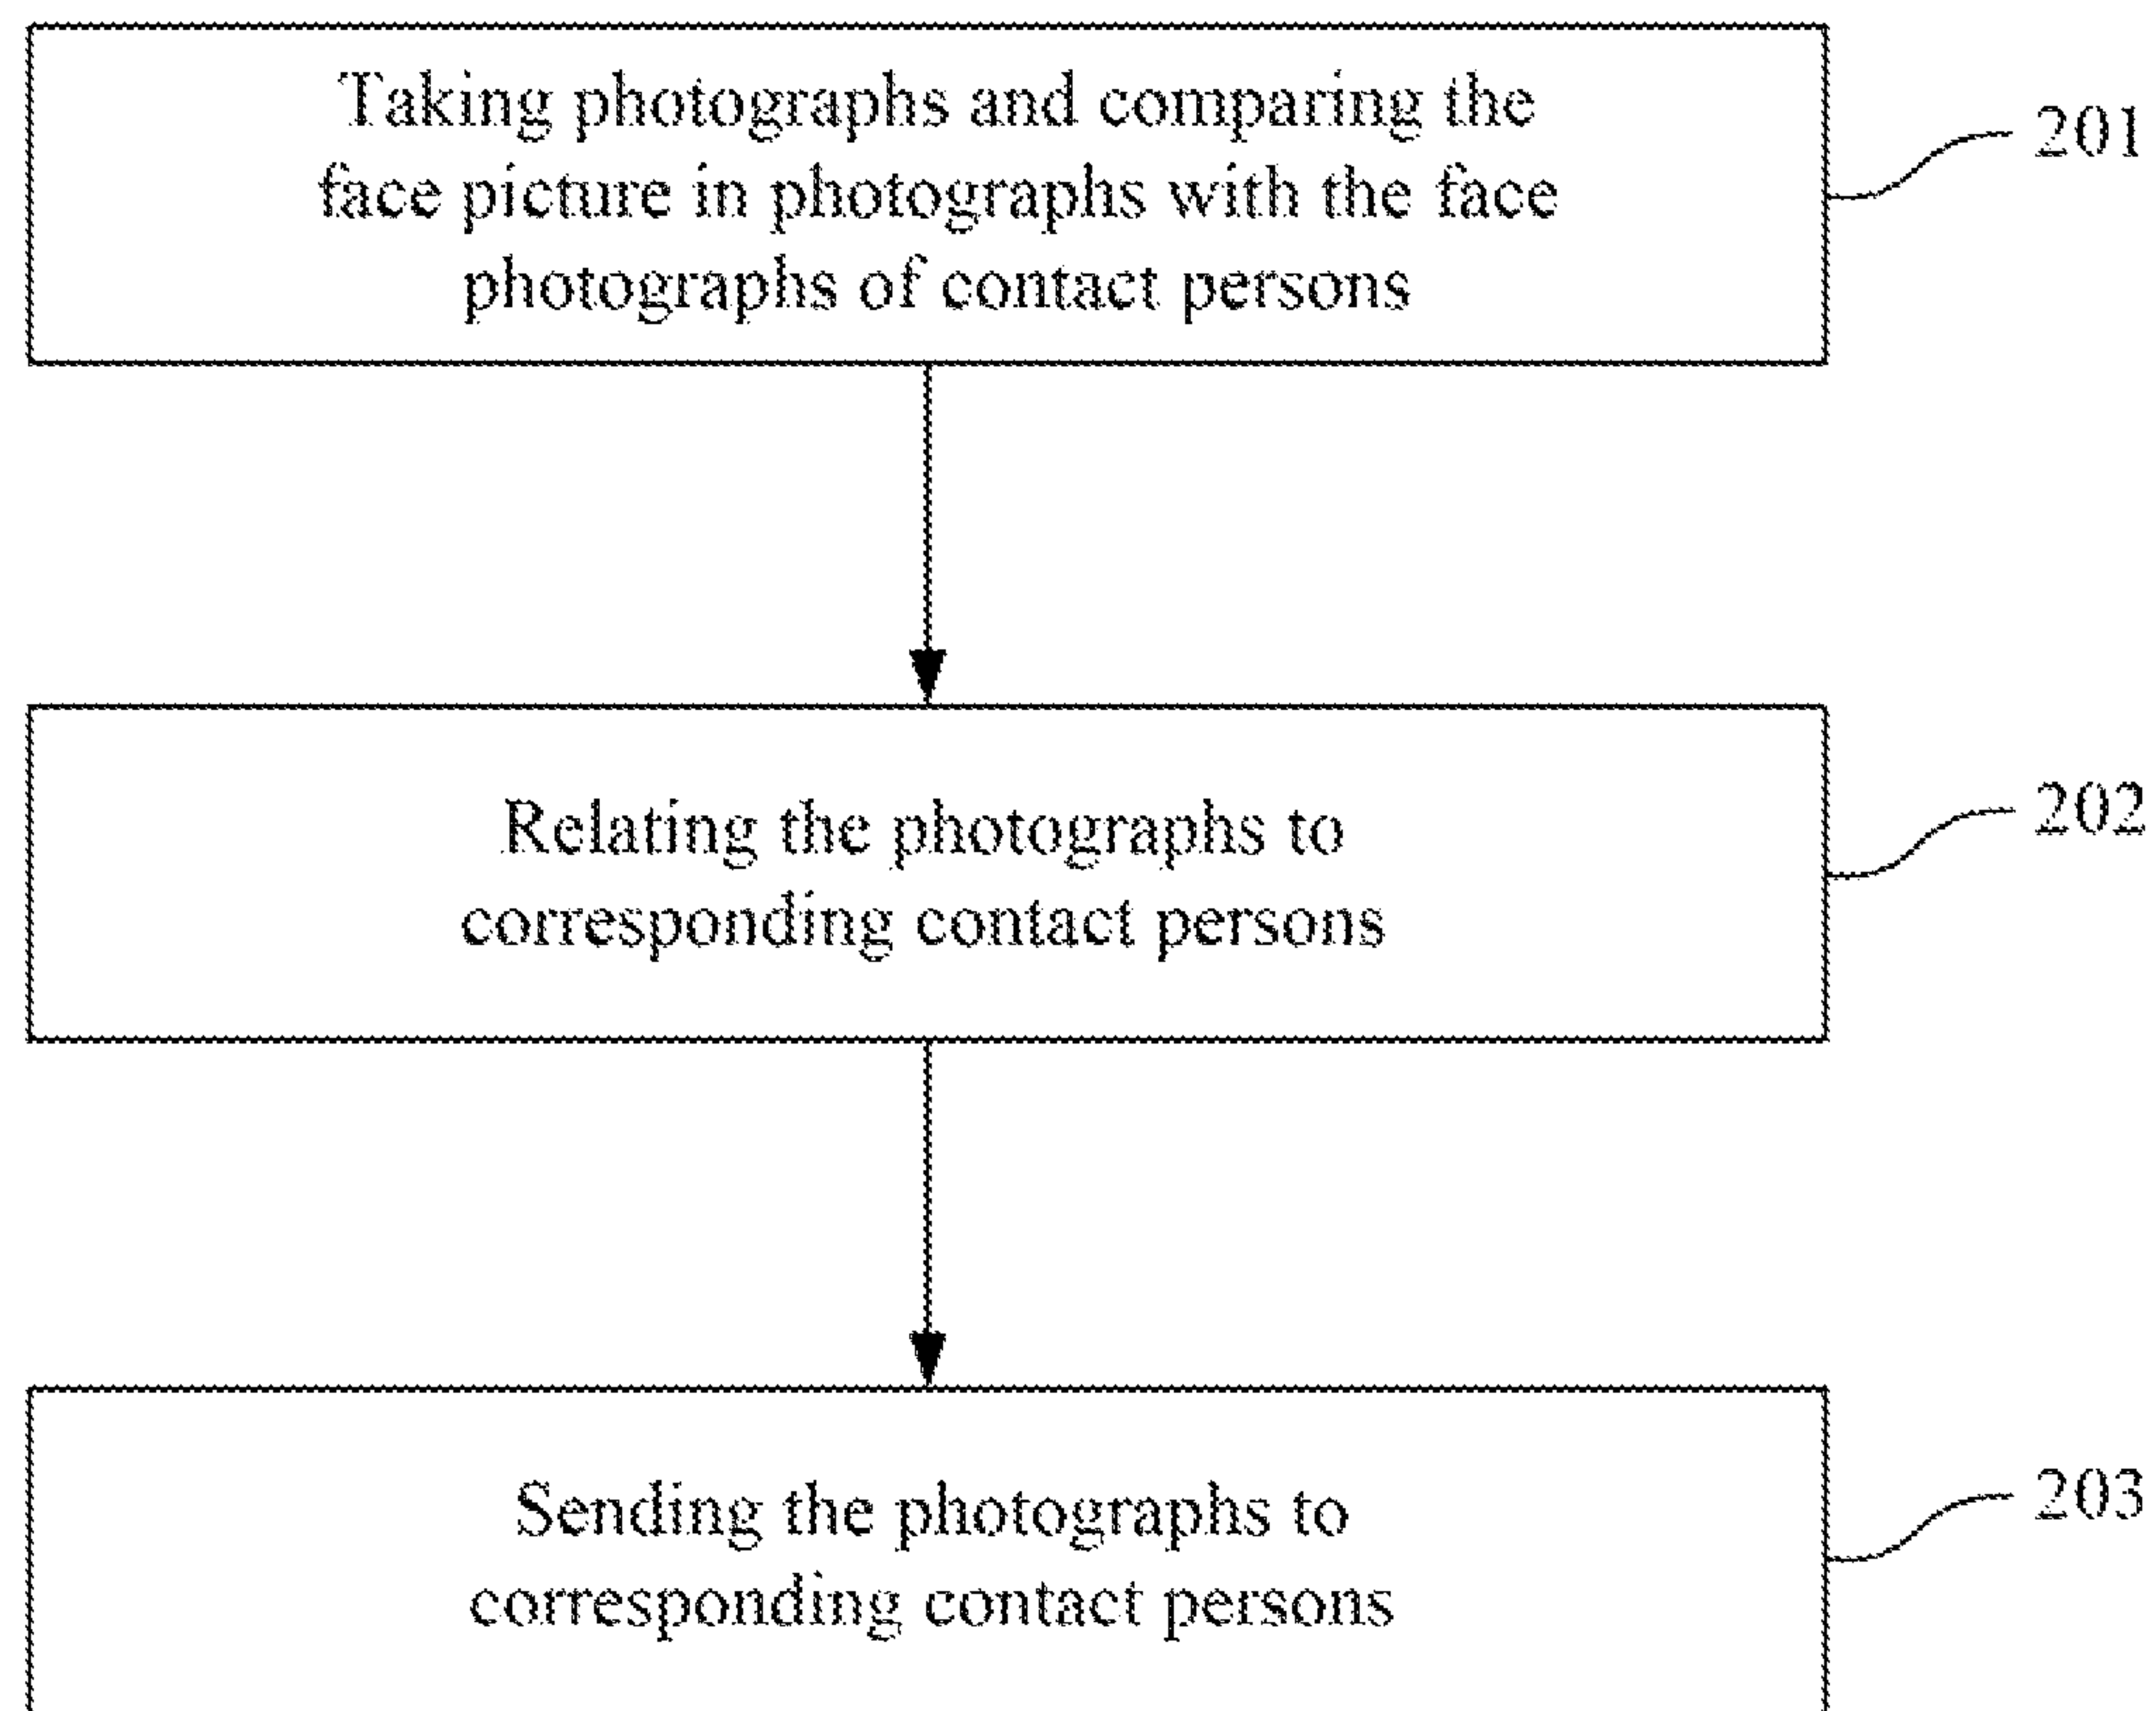 Taking photographs and comparing the
face picture in photographs with the face
photographs of contact persons
201
Relating the photographs to
corresponding contact persons
202
Sending the photographs to
corresponding contact persons
203